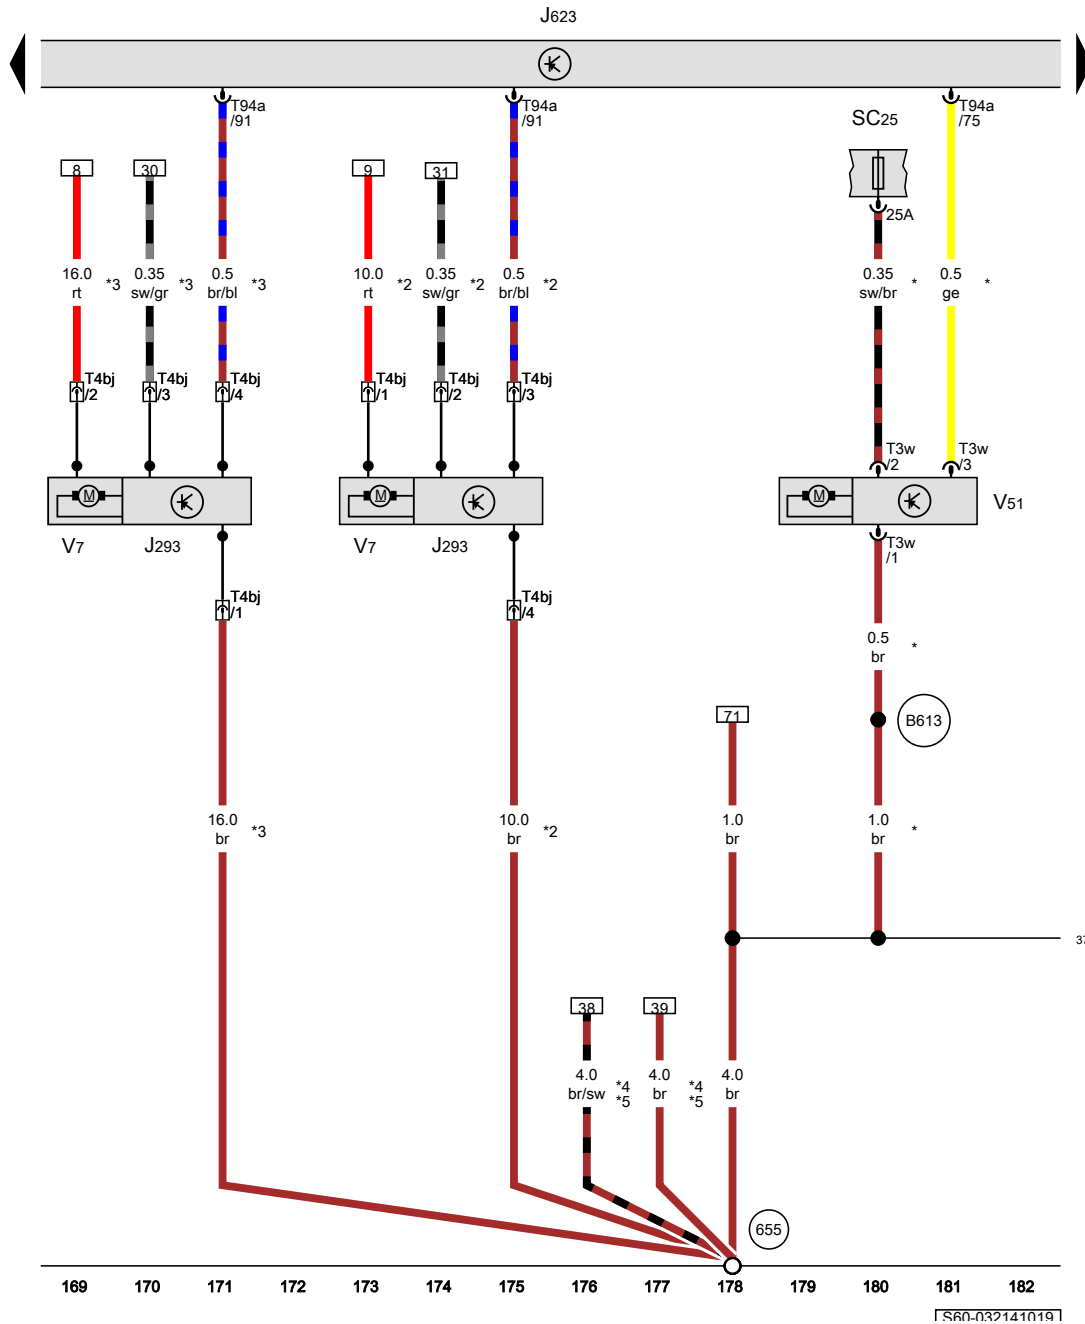 J623
T94a
/91
T94a
/91
T94a
/75
SC25
25A
8
30
9
31
16.0
rt
*3
0.35
sw/gr
*3
0.5
br/bl
*3
10.0
rt
*2
0.35
sw/gr
*2
0.5
br/bl
*2
0.35
sw/br
*
0.5
ge
*
T4bj
/2
T4bj
/3
T4bj
/4
T4bj
/1
T4bj
/2
T4bj
/3
T3w
/2
T3w
/3
M
M
M
V51
V7
J293
V7
J293
T3w
/1
T4bj
/1
T4bj
/4
0.5
br
*
71
B613
16.0
br
*3
10.0
br
*2
1.0
br
1.0
br
*
37
38
39
4.0
br/sw
*4
*5
4.0
br
*4
*5
4.0
br
655
169 170 171 172 173 174 175 176 177 178 179 180 181 182
S60-032141019